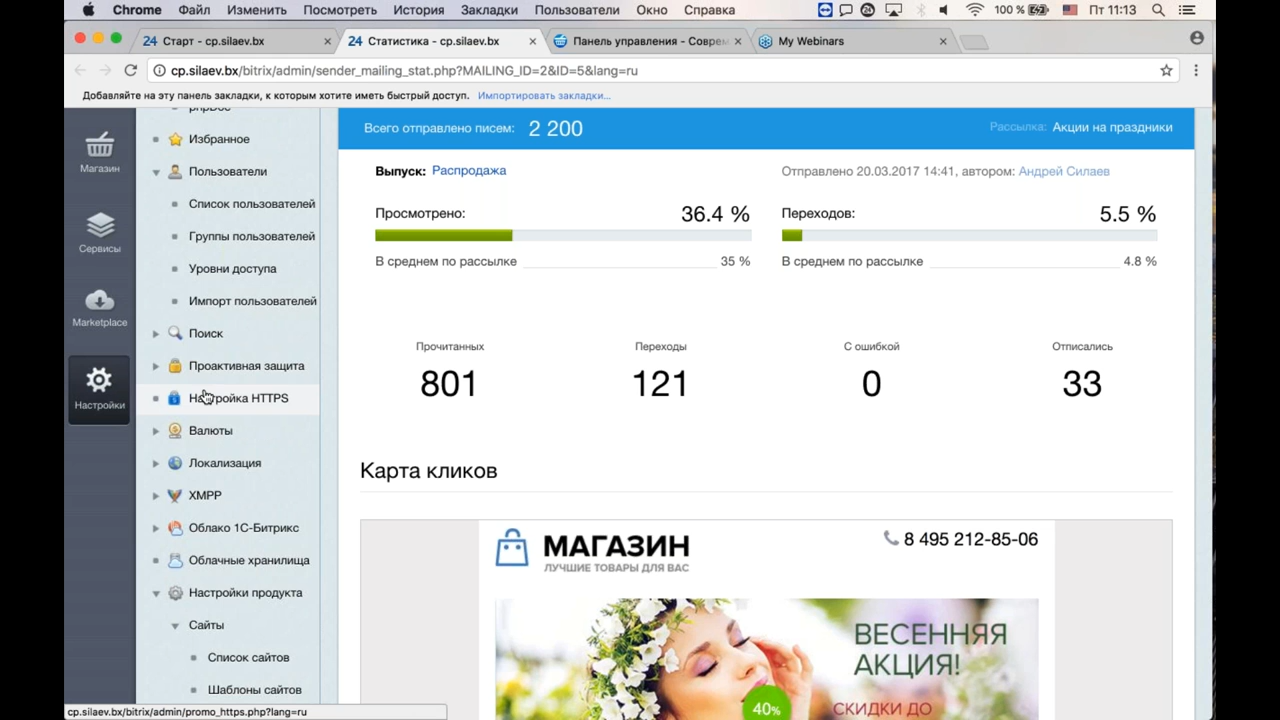 Chrome Файл Изменить Посмотреть История Закладки Пользователи Окно Справка 100 % Пт 11:13
24 Старт - cp.silaev.bx × 24 Статистика - cp.silaev.bx × Панель управления - Соврем × My Webinars ×
cp.silaev.bx/bitrix/admin/sender_mailing_stat.php?MAILING_ID=2&ID=5&lang=ru
Добавляйте на эту панель закладки, к которым хотите иметь быстрый доступ. Импортировать закладки...
Магазин
Сервисы
Marketplace
Настройки
phpDoc
Избранное
Пользователи
Список пользователей
Группы пользователей
Уровни доступа
Импорт пользователей
Поиск
Проактивная защита
Настройка HTTPS
Валюты
Локализация
XMPP
Облако 1С-Битрикс
Облачные хранилища
Настройки продукта
Сайты
Список сайтов
Шаблоны сайтов
Всего отправлено писем: 2 200 Рассылка: Акции на праздники
Выпуск: Распродажа Отправлено 20.03.2017 14:41, автором: Андрей Силаев
Просмотрено: 36.4 % Переходов: 5.5 %
В среднем по рассылке 35 % В среднем по рассылке 4.8 %
Прочитанных Переходы С ошибкой Отписались
801 121 0 33
Карта кликов
МАГАЗИН 8 495 212-85-06
ЛУЧШИЕ ТОВАРЫ ДЛЯ ВАС
ВЕСЕННЯЯ
АКЦИЯ!
40% СКИДКИ ДО
cp.silaev.bx/bitrix/admin/promo_https.php?lang=ru